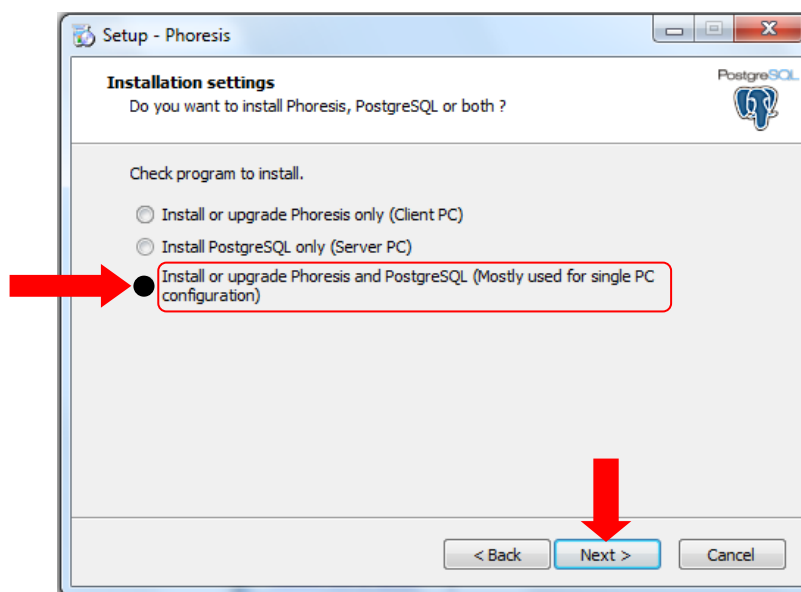 Setup - Phoresis
Installation settings
Do you want to install Phoresis, PostgreSQL or both ?
PostgreSQL
Check program to install.
Install or upgrade Phoresis only (Client PC)
Install PostgreSQL only (Server PC)
Install or upgrade Phoresis and PostgreSQL (Mostly used for single PC
configuration)
< Back Next > Cancel